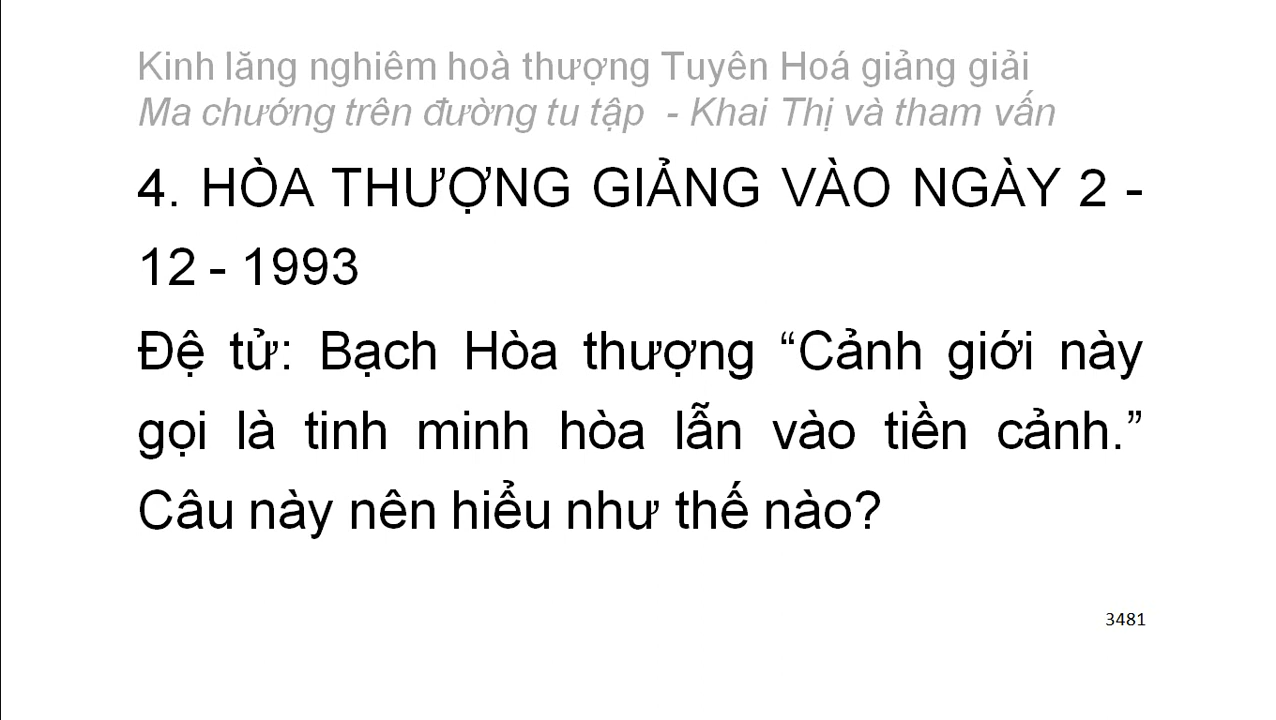 Kinh lăng nghiêm hoà thượng Tuyên Hoá giảng giải
Ma chướng trên đường tu tập - Khai Thị và tham vấn
4. HÒA THƯỢNG GIẢNG VÀO NGÀY 2 -
12 - 1993
Đệ tử: Bạch Hòa thượng “Cảnh giới này
gọi là tinh minh hòa lẫn vào tiền cảnh.”
Câu này nên hiểu như thế nào?
3481